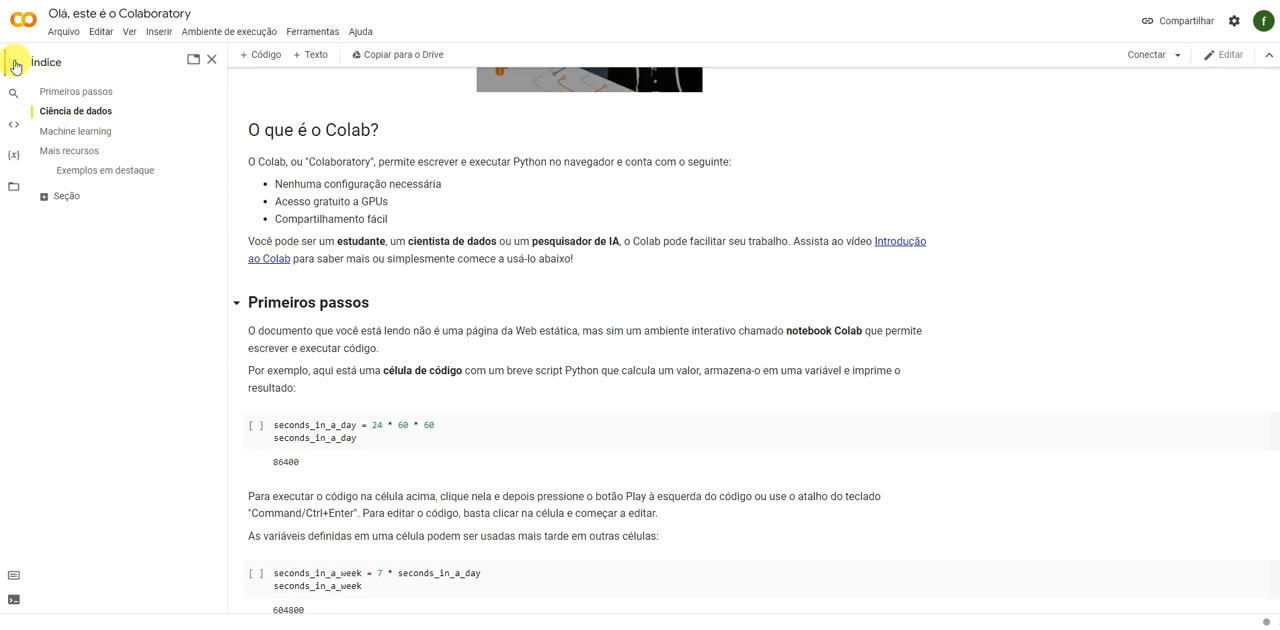 Olá, este é o Colaboratory
Arquivo Editar Ver Inserir Ambiente de execução Ferramentas Ajuda
Compartilhar
f
Índice
+ Código + Texto Copiar para o Drive
Conectar
Editar
Primeiros passos
Ciência de dados
Machine learning
Mais recursos
Exemplos em destaque
Seção
O que é o Colab?
O Colab, ou "Colaboratory", permite escrever e executar Python no navegador e conta com o seguinte:
• Nenhuma configuração necessária
• Acesso gratuito a GPUs
• Compartilhamento fácil
Você pode ser um estudante, um cientista de dados ou um pesquisador de IA, o Colab pode facilitar seu trabalho. Assista ao vídeo Introdução
ao Colab para saber mais ou simplesmente comece a usá-lo abaixo!
Primeiros passos
O documento que você está lendo não é uma página da Web estática, mas sim um ambiente interativo chamado notebook Colab que permite
escrever e executar código.
Por exemplo, aqui está uma célula de código com um breve script Python que calcula um valor, armazena-o em uma variável e imprime o
resultado:
[ ] seconds_in_a_day = 24 * 60 * 60
seconds_in_a_day
86400
Para executar o código na célula acima, clique nela e depois pressione o botão Play à esquerda do código ou use o atalho do teclado
"Command/Ctrl+Enter". Para editar o código, basta clicar na célula e começar a editar.
As variáveis definidas em uma célula podem ser usadas mais tarde em outras células:
[ ] seconds_in_a_week = 7 * seconds_in_a_day
seconds_in_a_week
604800